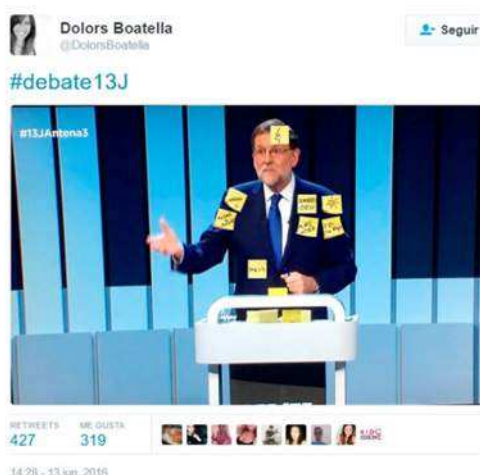 Dolors Boatella
@DolorsBoatella
Seguir
#debate13J
#13JAntena3
RETWEETS
427
ME GUSTA
319
14:28 - 13 jun. 2016